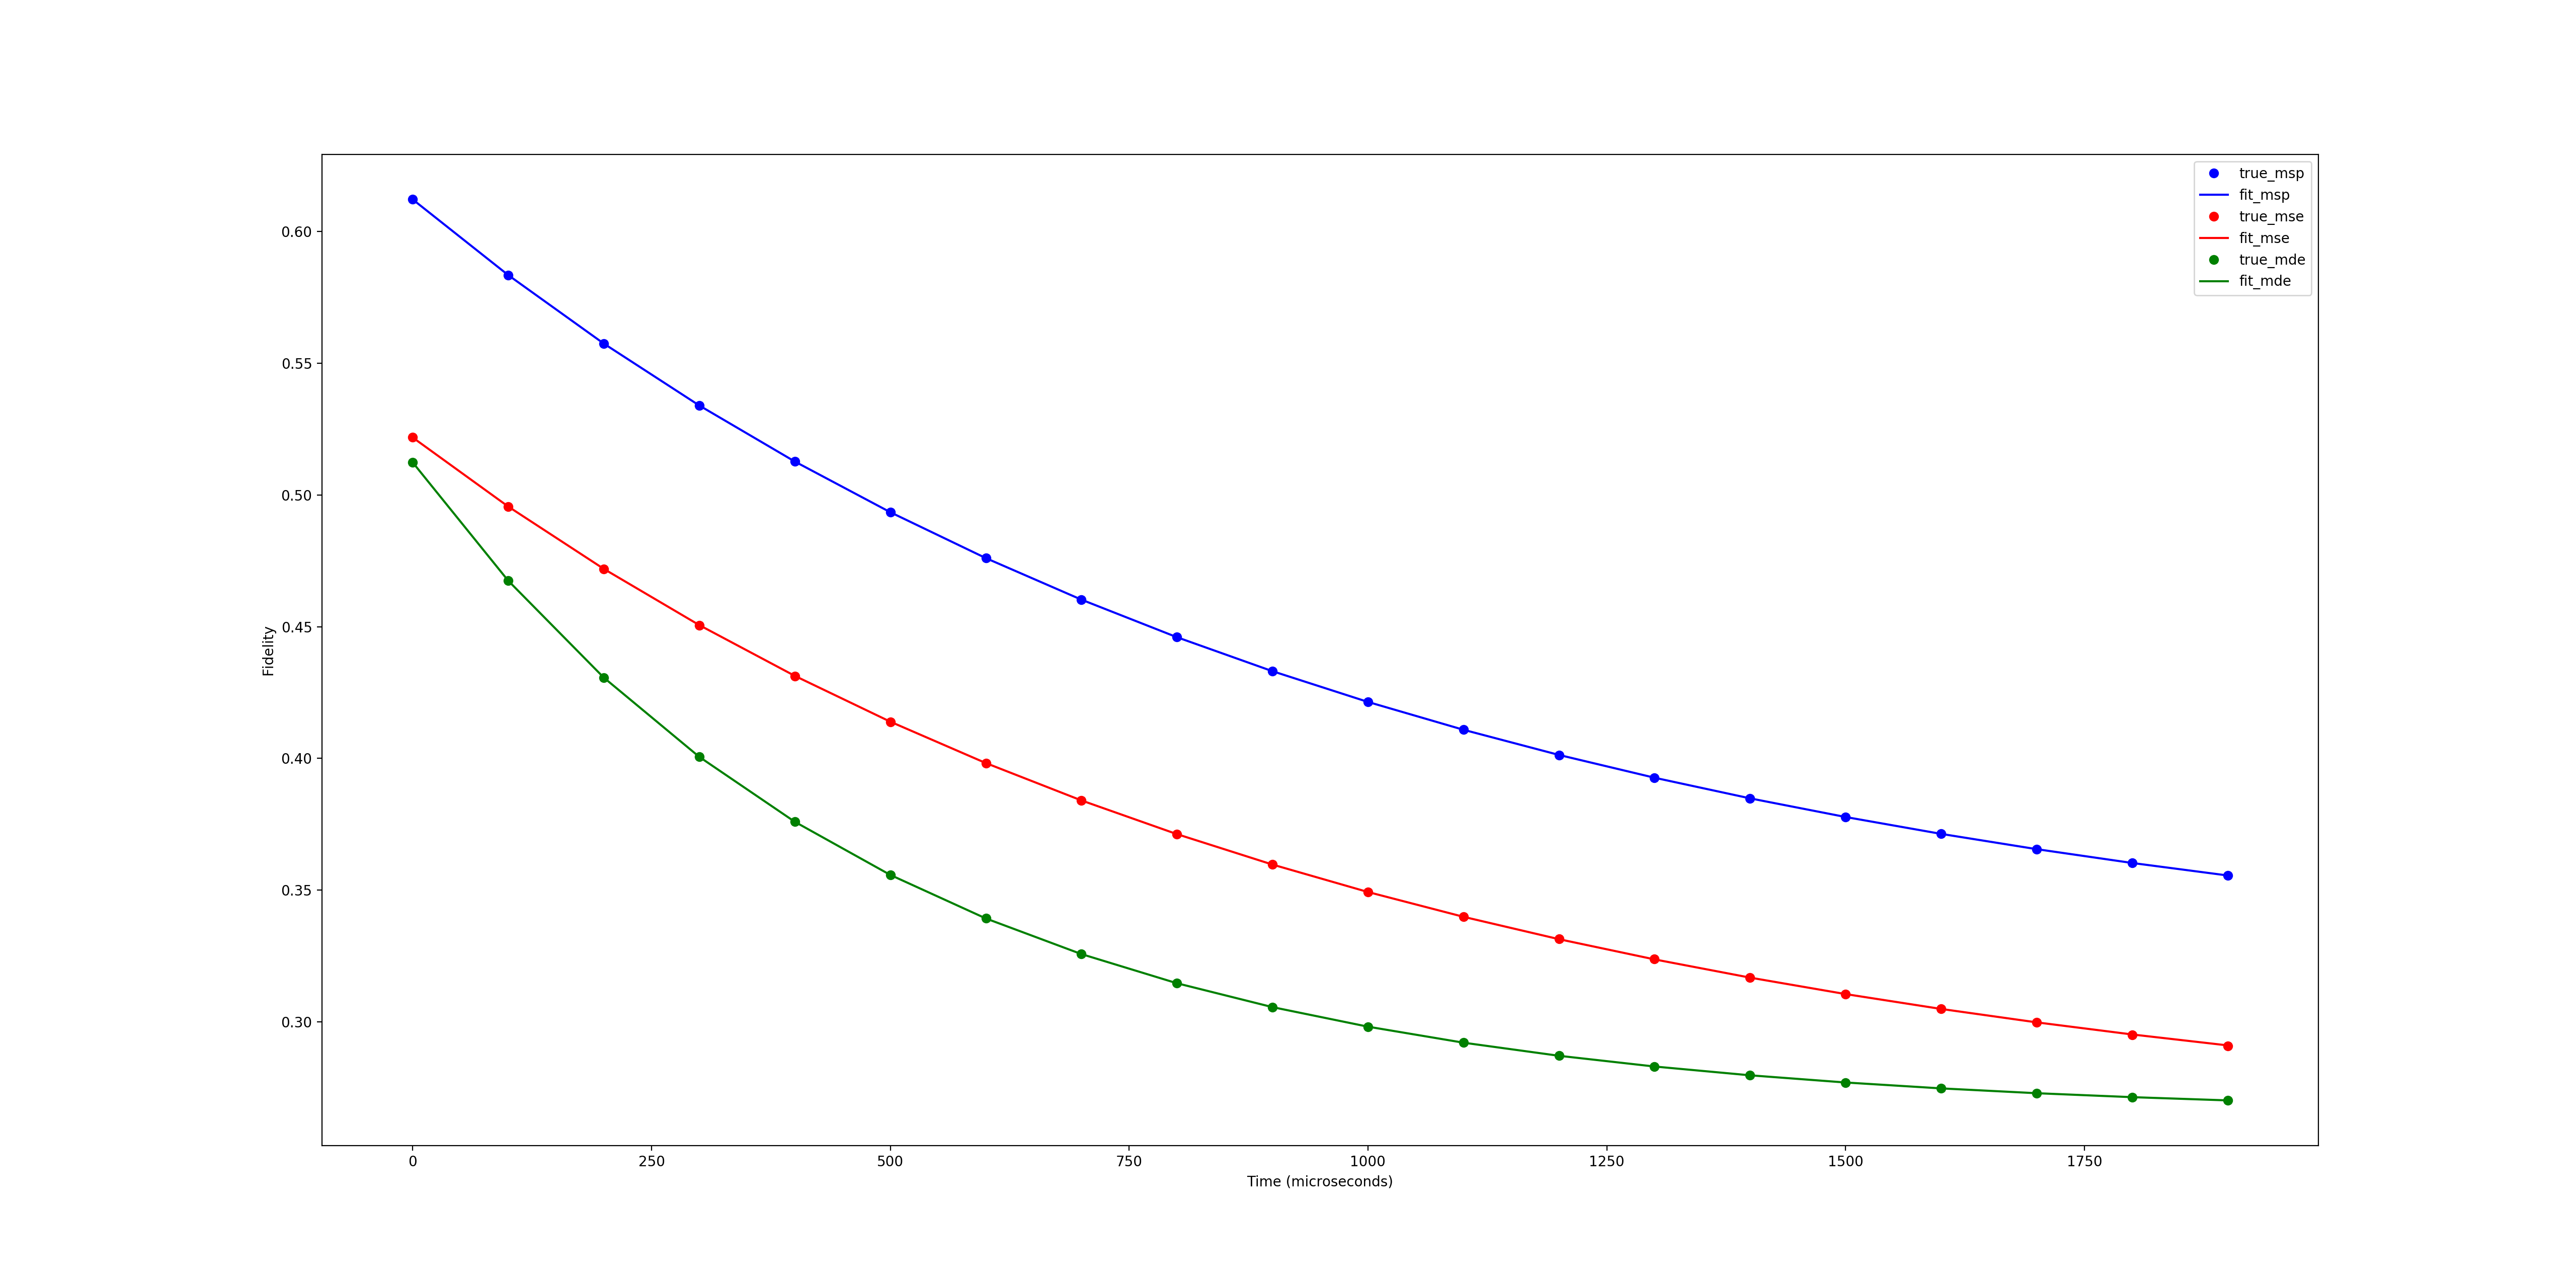 true_msp
fit_msp
true_mse
fit_mse
true_mde
fit_mde
0.60
0.55
0.50
0.45
0.40
0.35
0.30
Fidelity
0 250 500 750 1000 1250 1500 1750
Time (microseconds)